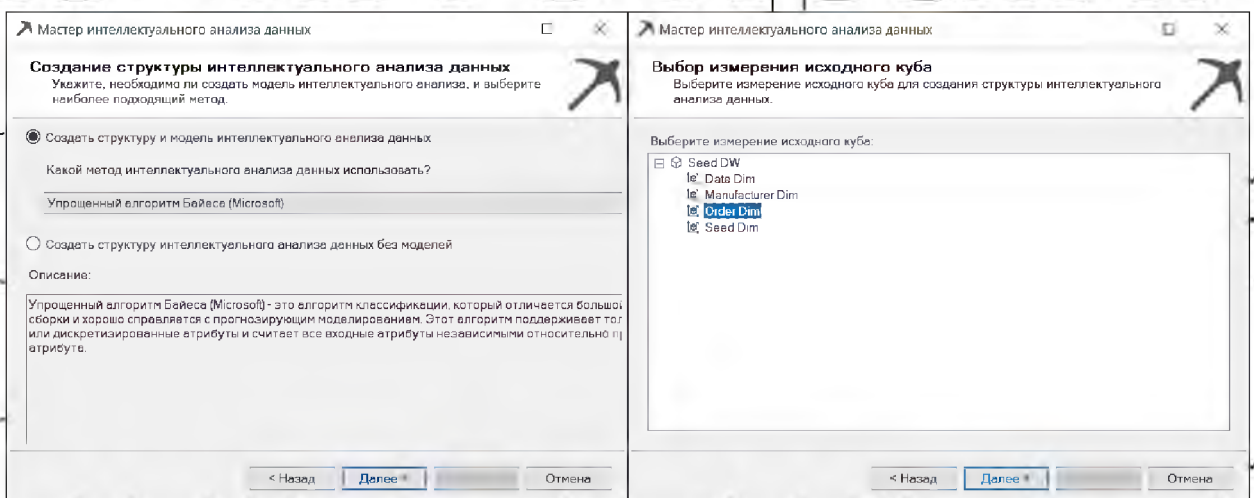 Мастер интеллектуального анализа данных
Создание структуры интеллектуального анализа данных
Укажите, необходимо ли создать модель интеллектуального анализа, и выберите
наиболее подходящий метод.
Создать структуру и модель интеллектуального анализа данных
Какой метод интеллектуального анализа данных использовать?
Упрощенный алгоритм Байеса (Microsoft)
Создать структуру интеллектуального анализа данных без моделей
Описание:
Упрощенный алгоритм Байеса (Microsoft) - это алгоритм классификации, который отличается
сборки и хорошо справляется с прогнозирующим моделированием. Этот алгоритм поддерживает
или дискретизированные атрибуты и считает все входные атрибуты независимыми относительно
атрибута.
< Назад
Далее
Отмена
Мастер интеллектуального анализа данных
Выбор измерения исходного куба
Выберите измерение исходного куба для создания структуры интеллектуального
анализа данных.
Выберите измерение исходного куба:
Seed DW
Data Dim
Manufacturer Dim
Order Dim
Seed Dim
< Назад
Далее
Отмена